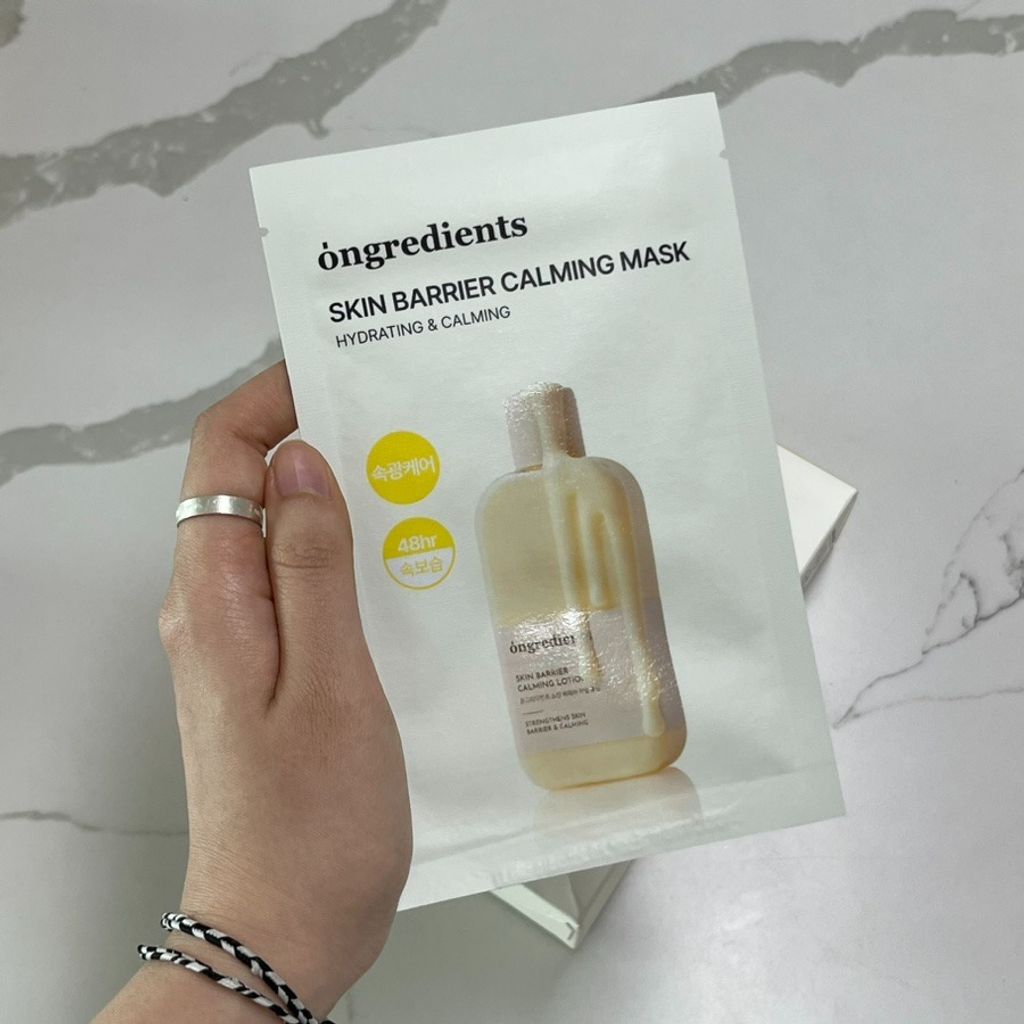 ongredients
SKIN BARRIER CALMING MASK
HYDRATING & CALMING
속광케어
48hr
속보습
ongredie
SKIN BARRIER
CALMING LOTION
STRENGTHENS SKIN
BARRIER & CALMING